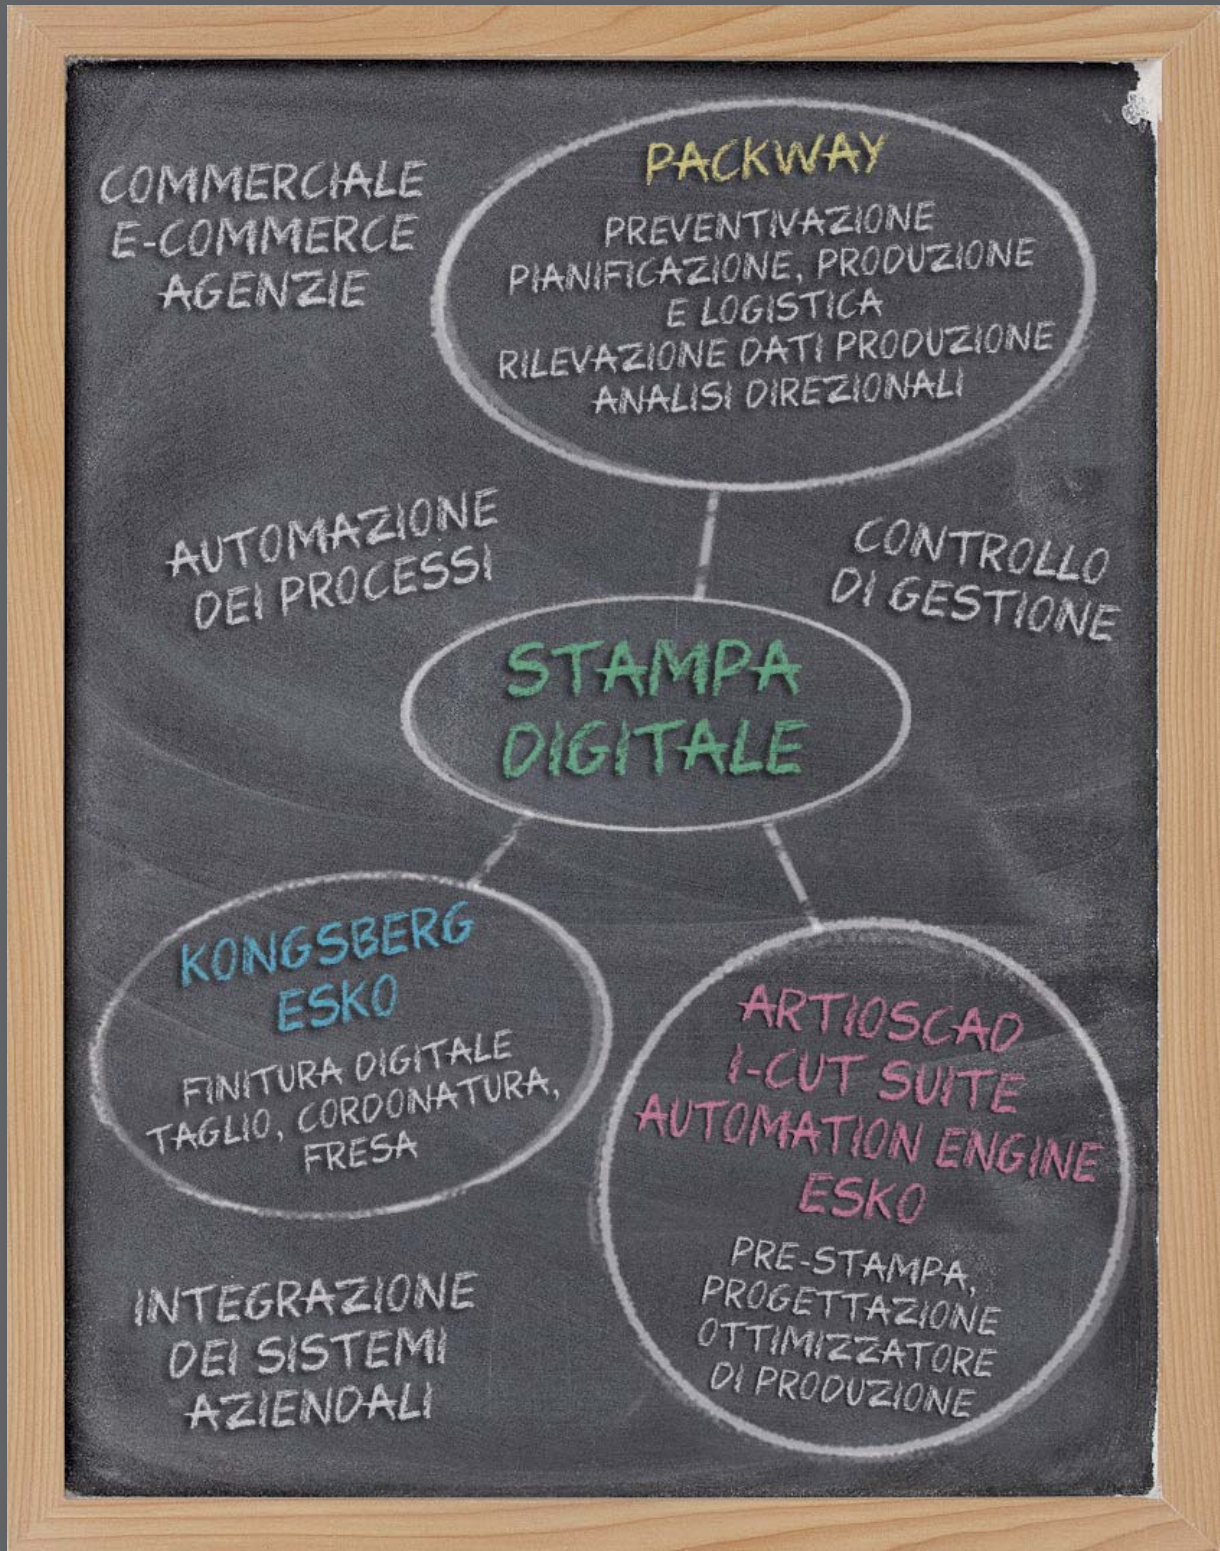 COMMERCIALE
E-COMMERCE
AGENZIE
PACKWAY
PREVENTIVAZIONE
PIANIFICAZIONE, PRODUZIONE
E LOGISTICA
RILEVAZIONE DATI PRODUZIONE
ANALISI DIREZIONALI
AUTOMAZIONE
DEI PROCESSI
CONTROLLO
DI GESTIONE
STAMPA
DIGITALE
KONGSBERG
ESKO
FINITURA DIGITALE
TAGLIO, CORDONATURA,
FRESA
ARTIOSCAD
I-CUT SUITE
AUTOMATION ENGINE
ESKO
PRE-STAMPA,
PROGETTAZIONE
OTTIMIZZATORE
DI PRODUZIONE
INTEGRAZIONE
DEI SISTEMI
AZIENDALI